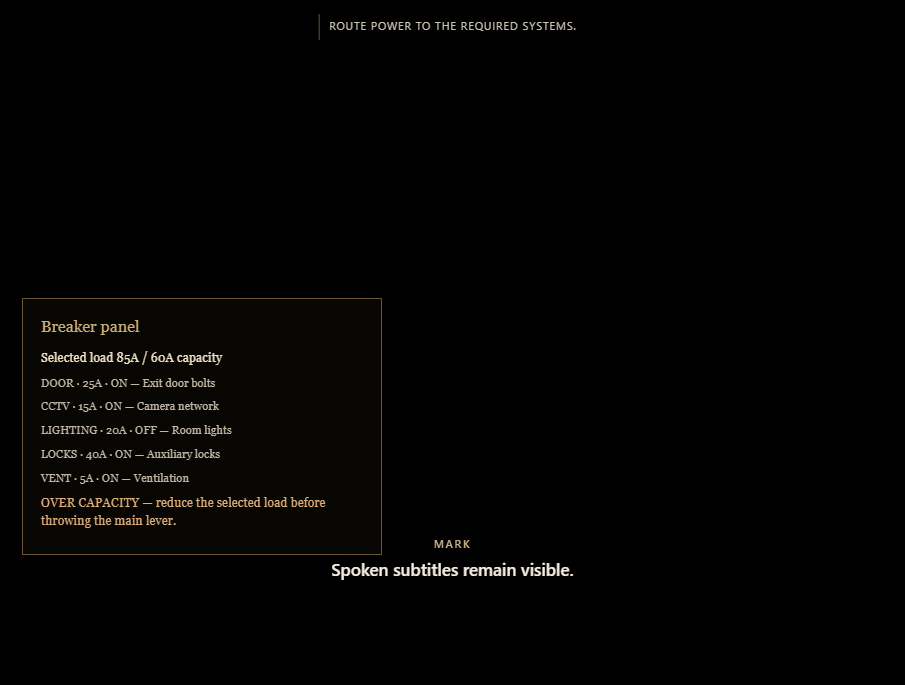 ROUTE POWER TO THE REQUIRED SYSTEMS.
Breaker panel
Selected load 85A / 60A capacity
DOOR · 25A · ON — Exit door bolts
CCTV · 15A · ON — Camera network
LIGHTING · 20A · OFF — Room lights
LOCKS · 40A · ON — Auxiliary locks
VENT · 5A · ON — Ventilation
OVER CAPACITY — reduce the selected load before
throwing the main lever.
MARK
Spoken subtitles remain visible.